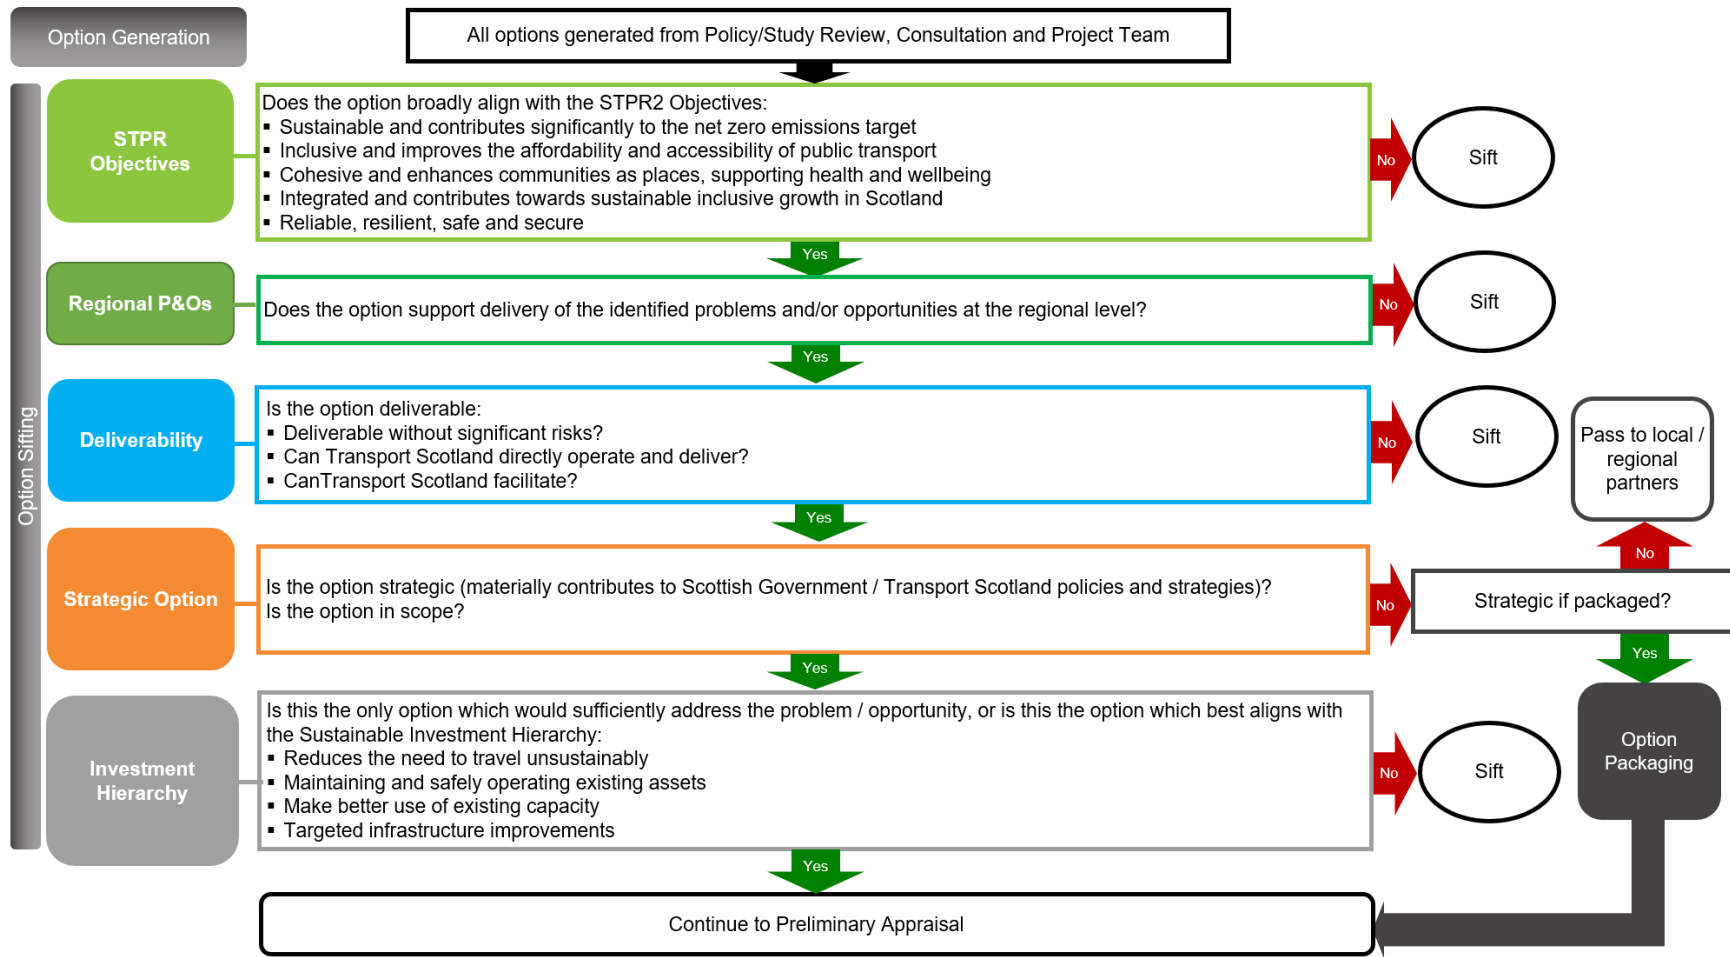 Option Generation
All options generated from Policy/Study Review, Consultation and Project Team
Option Sifting
STPR
Objectives
Does the option broadly align with the STPR2 Objectives:
▪ Sustainable and contributes significantly to the net zero emissions target
▪ Inclusive and improves the affordability and accessibility of public transport
▪ Cohesive and enhances communities as places, supporting health and wellbeing
▪ Integrated and contributes towards sustainable inclusive growth in Scotland
▪ Reliable, resilient, safe and secure
No
Sift
Yes
Regional P&Os
Does the option support delivery of the identified problems and/or opportunities at the regional level?
No
Sift
Yes
Deliverability
Is the option deliverable:
▪ Deliverable without significant risks?
▪ Can Transport Scotland directly operate and deliver?
▪ CanTransport Scotland facilitate?
No
Sift
Pass to local /
regional
partners
Yes
No
Strategic Option
Is the option strategic (materially contributes to Scottish Government / Transport Scotland policies and strategies)?
Is the option in scope?
No
Strategic if packaged?
Yes
Yes
Investment
Hierarchy
Is this the only option which would sufficiently address the problem / opportunity, or is this the option which best aligns with
the Sustainable Investment Hierarchy:
▪ Reduces the need to travel unsustainably
▪ Maintaining and safely operating existing assets
▪ Make better use of existing capacity
▪ Targeted infrastructure improvements
No
Sift
Option
Packaging
Yes
Continue to Preliminary Appraisal